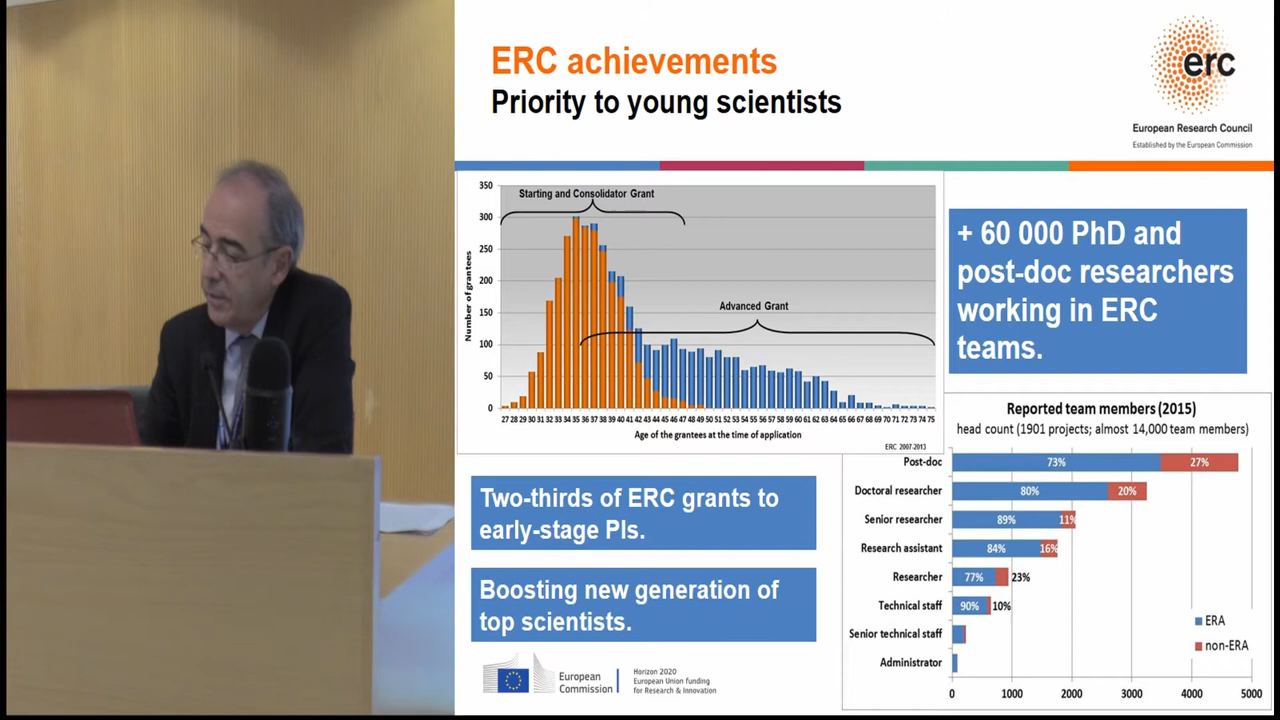 ERC achievements
Priority to young scientists
erc
European Research Council
Established by the European Commission
350
300
250
200
150
100
50
0
Number of grantees
Starting and Consolidator Grant
Advanced Grant
27 28 29 30 31 32 33 34 35 36 37 38 39 40 41 42 43 44 45 46 47 48 49 50 51 52 53 54 55 56 57 58 59 60 61 62 63 64 65 66 67 68 69 70 71 72 73 74 75
Age of the grantees at the time of application
ERC 2007-2013
+ 60 000 PhD and
post-doc researchers
working in ERC
teams.
Two-thirds of ERC grants to
early-stage PIs.
Boosting new generation of
top scientists.
Reported team members (2015)
head count (1901 projects; almost 14,000 team members)
Post-doc 73% 27%
Doctoral researcher 80% 20%
Senior researcher 89% 11%
Research assistant 84% 16%
Researcher 77% 23%
Technical staff 90% 10%
Senior technical staff
Administrator
ERA
non-ERA
0 1000 2000 3000 4000 5000
European
Commission
Horizon 2020
European Union funding
for Research & Innovation